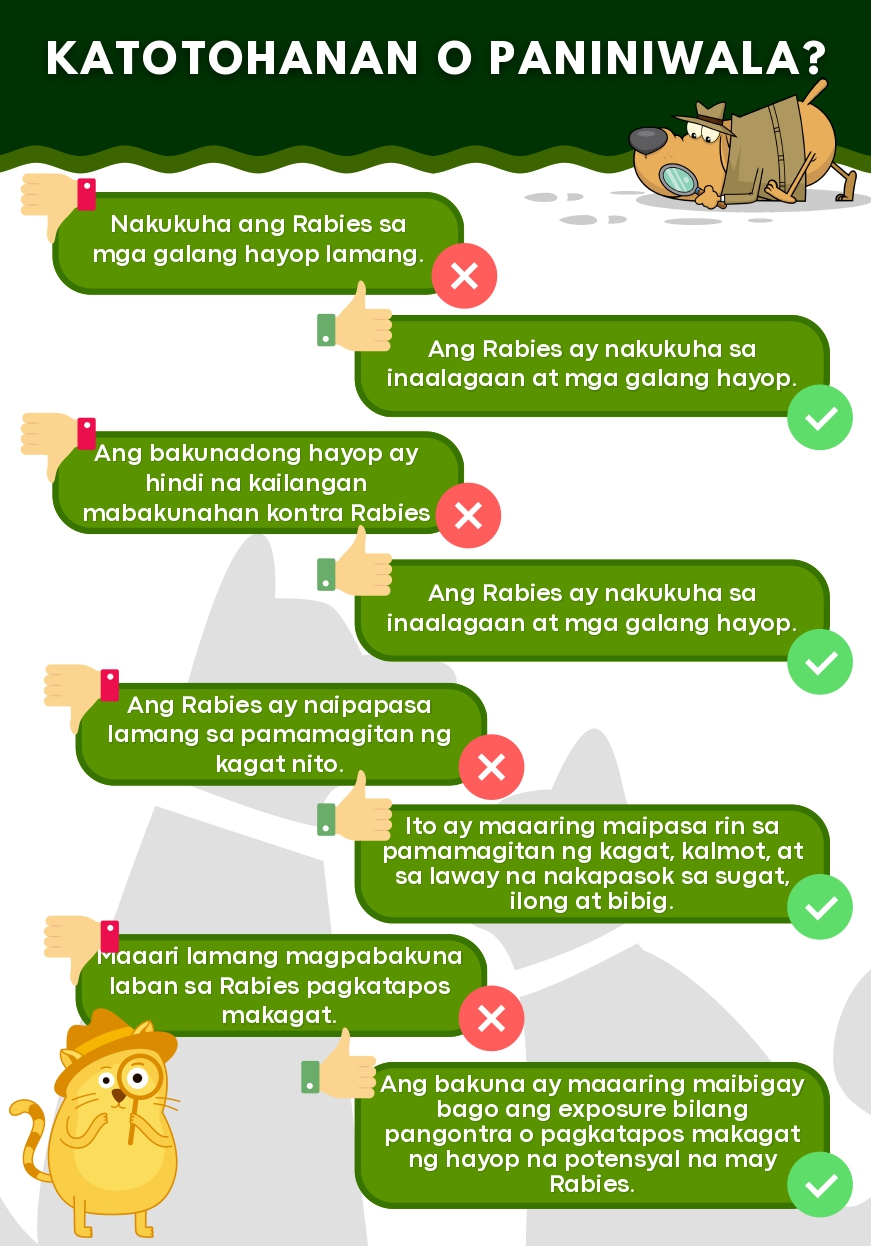 KATOTOHANAN O PANINIWALA?
Nakukuha ang Rabies sa
mga galang hayop lamang.
Ang Rabies ay nakukuha sa
inaalagaan at mga galang hayop.
Ang bakunadong hayop ay
hindi na kailangan
mabakunahan kontra Rabies
Ang Rabies ay nakukuha sa
inaalagaan at mga galang hayop.
Ang Rabies ay naipapasa
lamang sa pamamagitan ng
kagat nito.
Ito ay maaaring maipasa rin sa
pamamagitan ng kagat, kalmot, at
sa laway na nakapasok sa sugat,
ilong at bibig.
Maaari lamang magpabakuna
laban sa Rabies pagkatapos
makagat.
Ang bakuna ay maaaring maibigay
bago ang exposure bilang
pangontra o pagkatapos makagat
ng hayop na potensyal na may
Rabies.